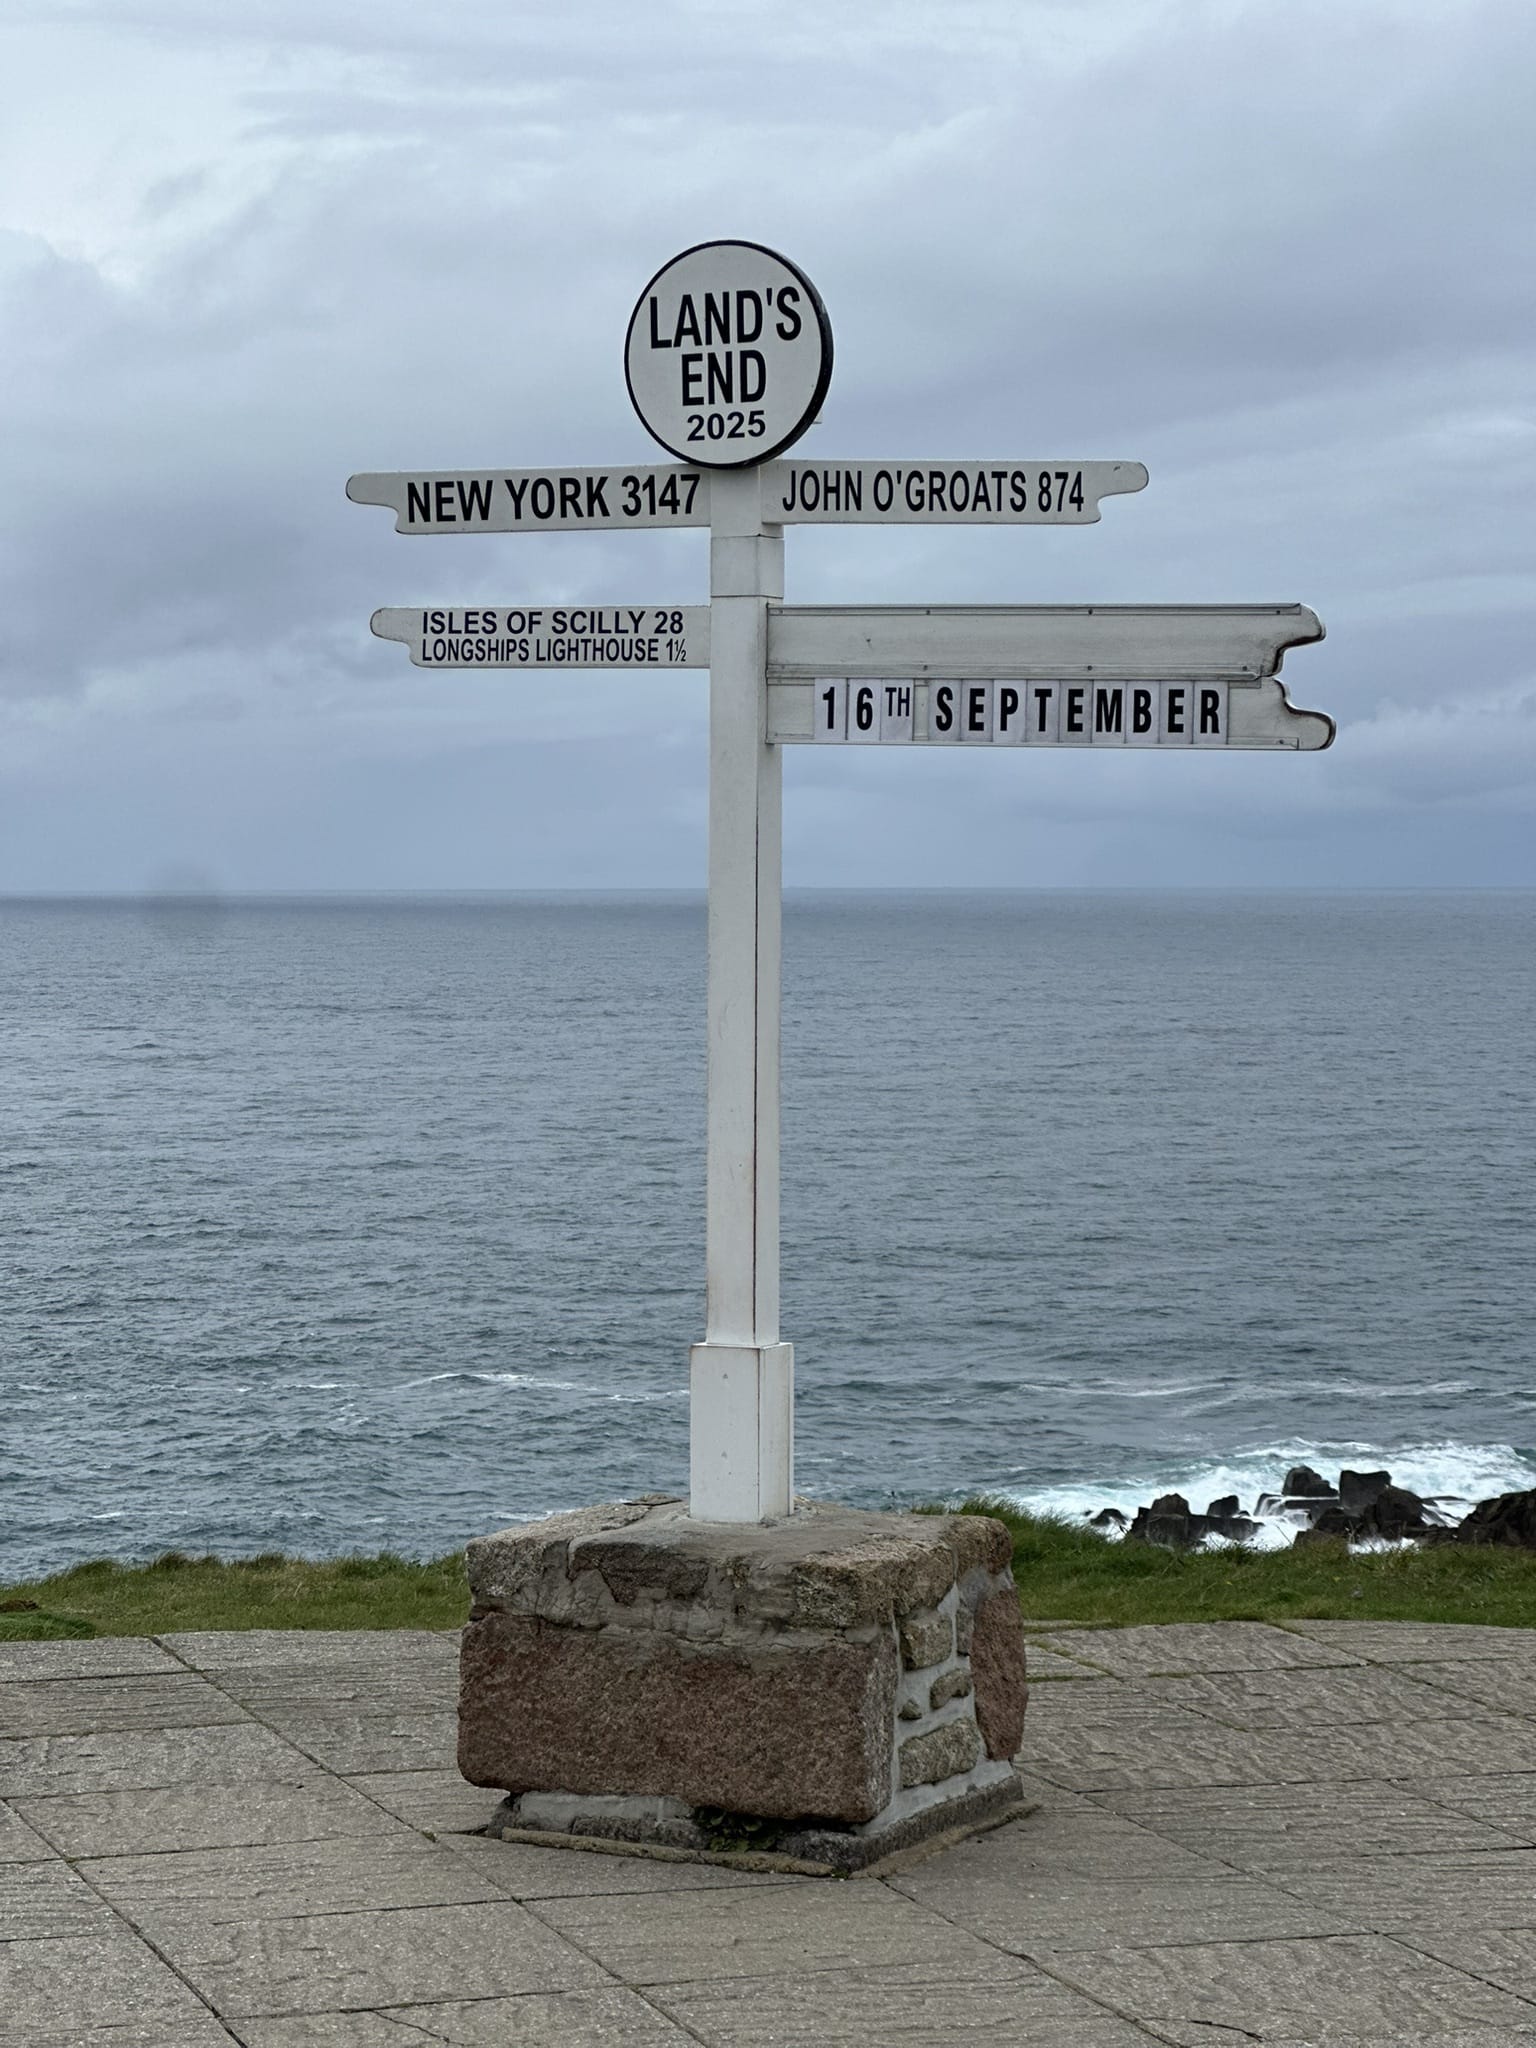 LAND'S
END
2025
NEW YORK 3147
JOHN O'GROATS 874
ISLES OF SCILLY 28
LONGSHIPS LIGHTHOUSE 1½
16TH SEPTEMBER